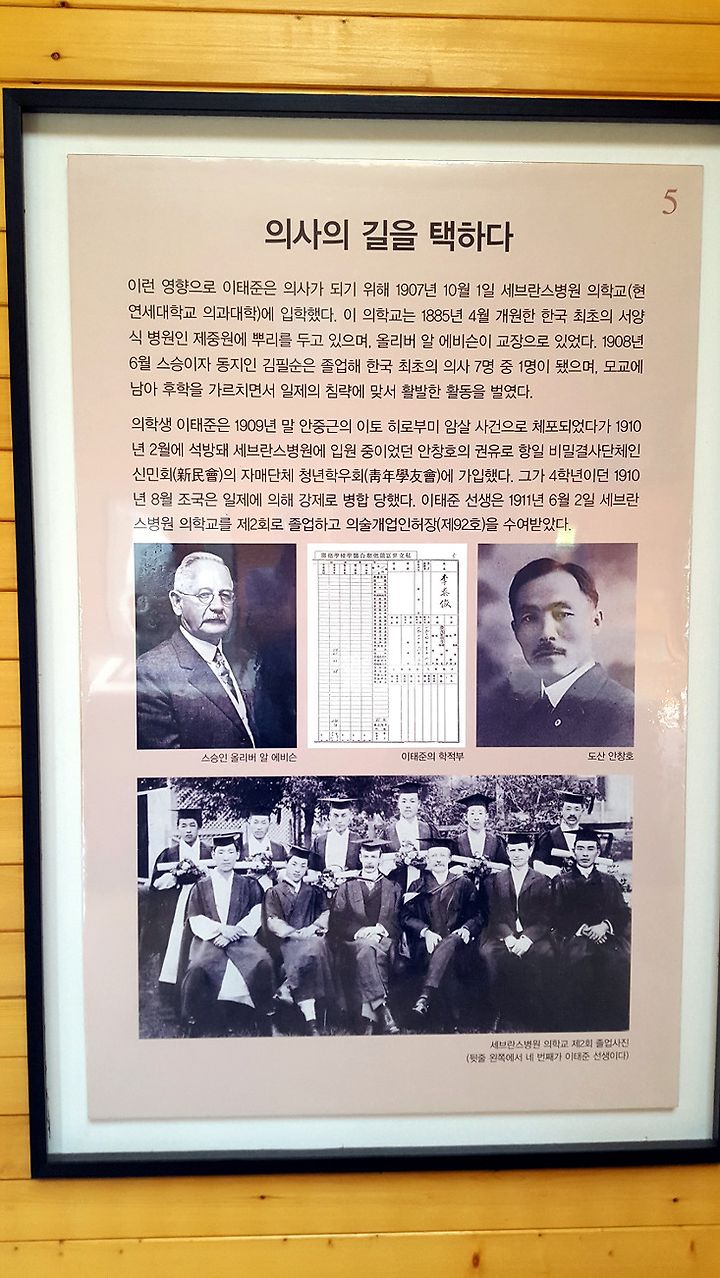 5
의사의 길을 택하다
이런 영향으로 이태준은 의사가 되기 위해 1907년 10월 1일 세브란스병원 의학교(현
연세대학교 의과대학)에 입학했다. 이 의학교는 1885년 4월 개원한 한국 최초의 서양
식 병원인 제중원에 뿌리를 두고 있으며, 올리버 알 에비슨이 교장으로 있었다. 1908년
6월 스승이자 동지인 김필순은 졸업해 한국 최초의 의사 7명 중 1명이 됐으며, 모교에
남아 후학을 가르치면서 일제의 침략에 맞서 활발한 활동을 벌였다.
의학생 이태준은 1909년 말 안중근의 이토 히로부미 암살 사건으로 체포되었다가 1910
년 2월에 석방돼 세브란스병원에 입원 중이었던 안창호의 권유로 항일 비밀결사단체인
신민회(新民會)의 자매단체 청년학우회(靑年學友會)에 가입했다. 그가 4학년이던 1910
년 8월 조국은 일제에 의해 강제로 병합 당했다. 이태준 선생은 1911년 6월 2일 세브란
스병원 의학교를 제2회로 졸업하고 의술개업인허장(제92호)을 수여받았다.
李泰俊
스승인 올리버 알 에비슨
이태준의 학적부
도산 안창호
세브란스병원 의학교 제2회 졸업사진
(뒷줄 왼쪽에서 네 번째가 이태준 선생이다)